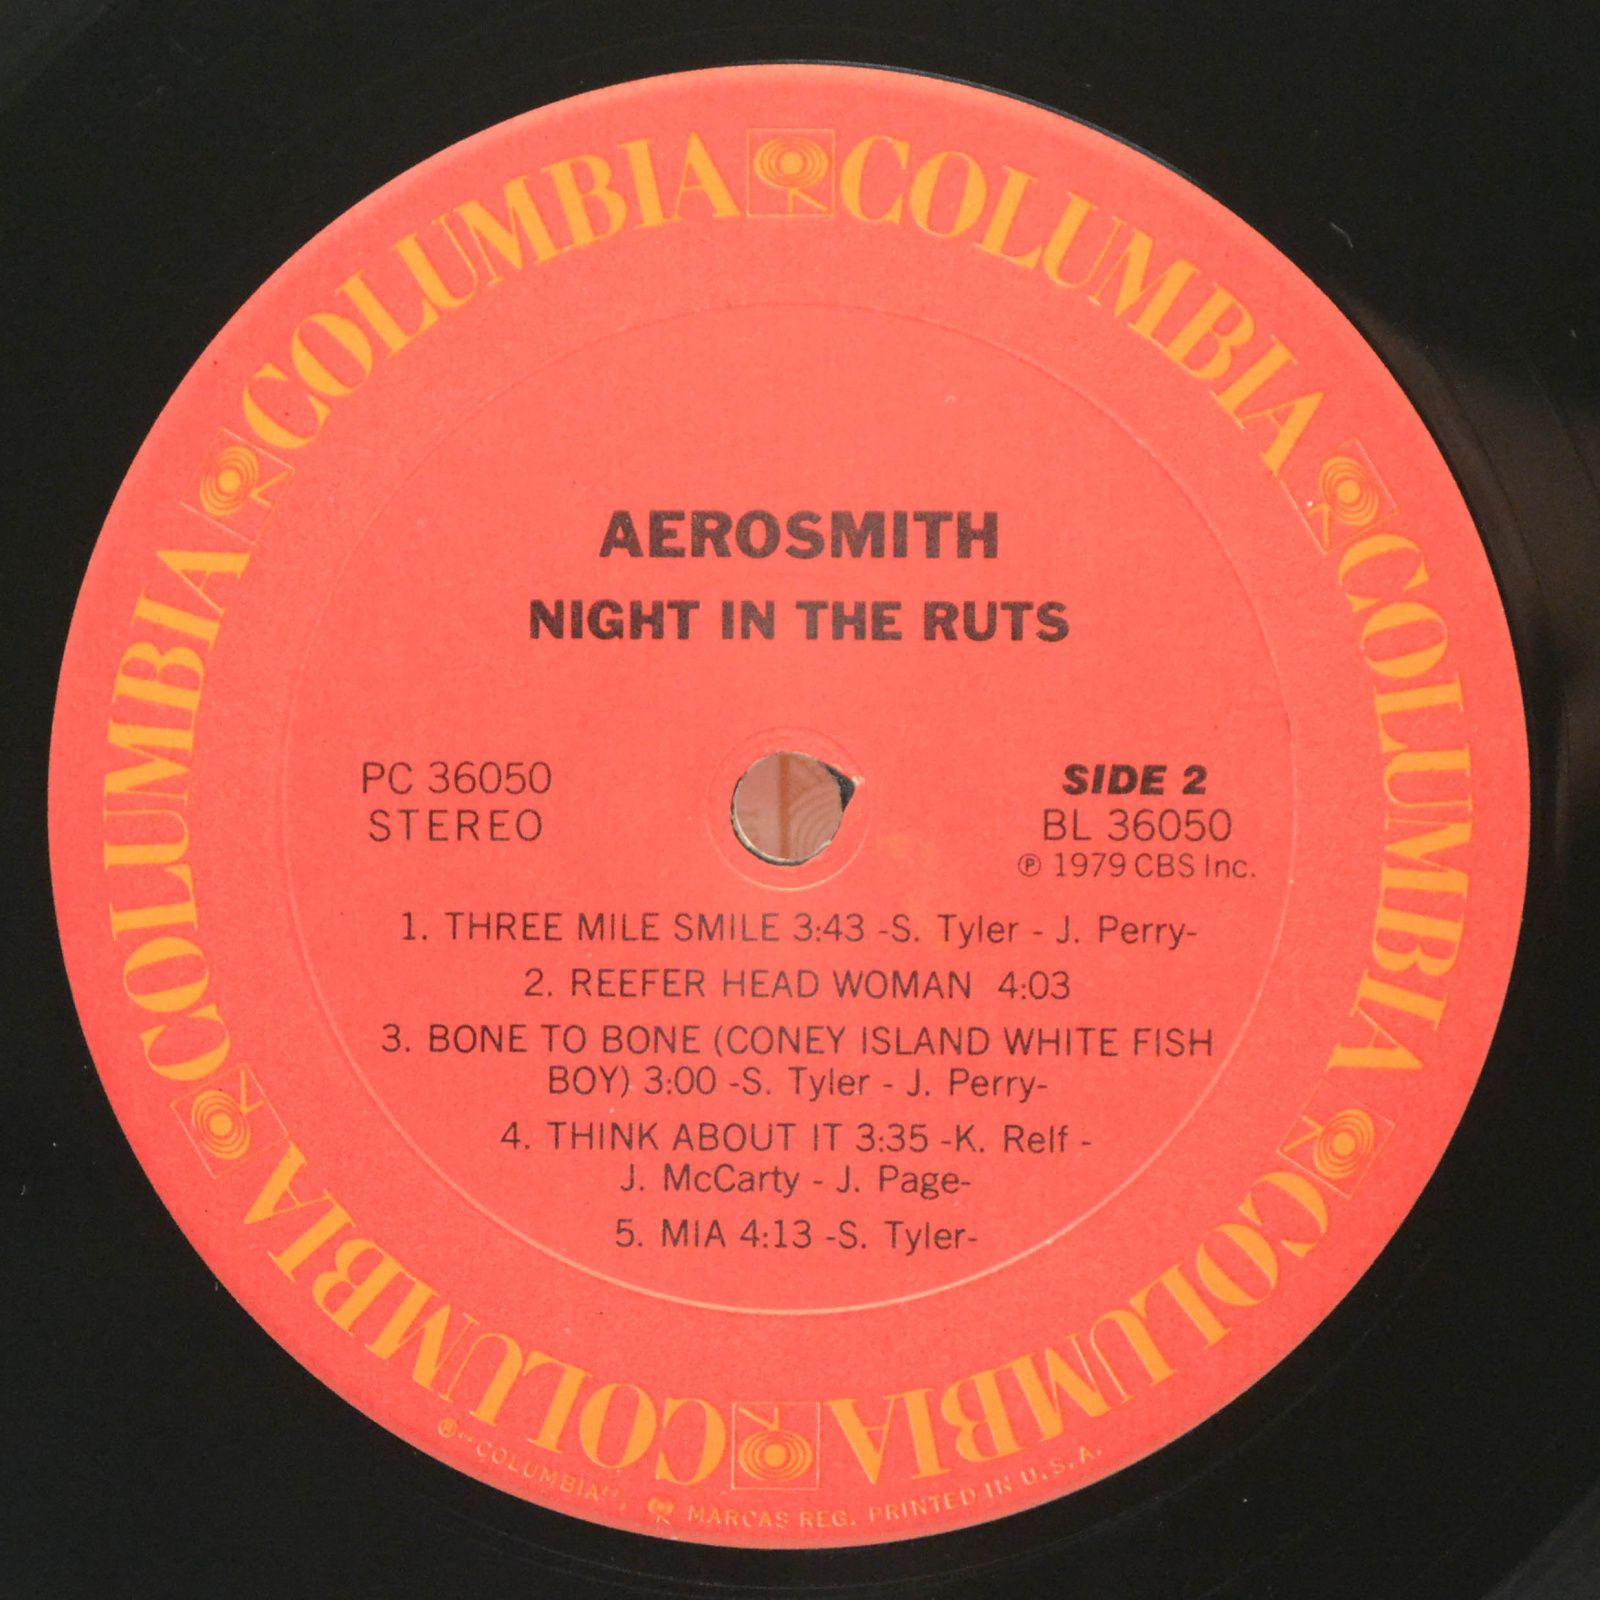 COLUMBIA COLUMBIA COLUMBIA COLUMBIA COLUMBIA COLUMBIA
AEROSMITH
NIGHT IN THE RUTS
PC 36050
STEREO
SIDE 2
BL 36050
℗ 1979 CBS Inc.
1. THREE MILE SMILE 3:43 -S. Tyler - J. Perry-
2. REEFER HEAD WOMAN 4:03
3. BONE TO BONE (CONEY ISLAND WHITE FISH
BOY) 3:00 -S. Tyler - J. Perry-
4. THINK ABOUT IT 3:35 -K. Relf -
J. McCarty - J. Page-
5. MIA 4:13 -S. Tyler-
® "COLUMBIA", MARCAS REG. PRINTED IN U.S.A.